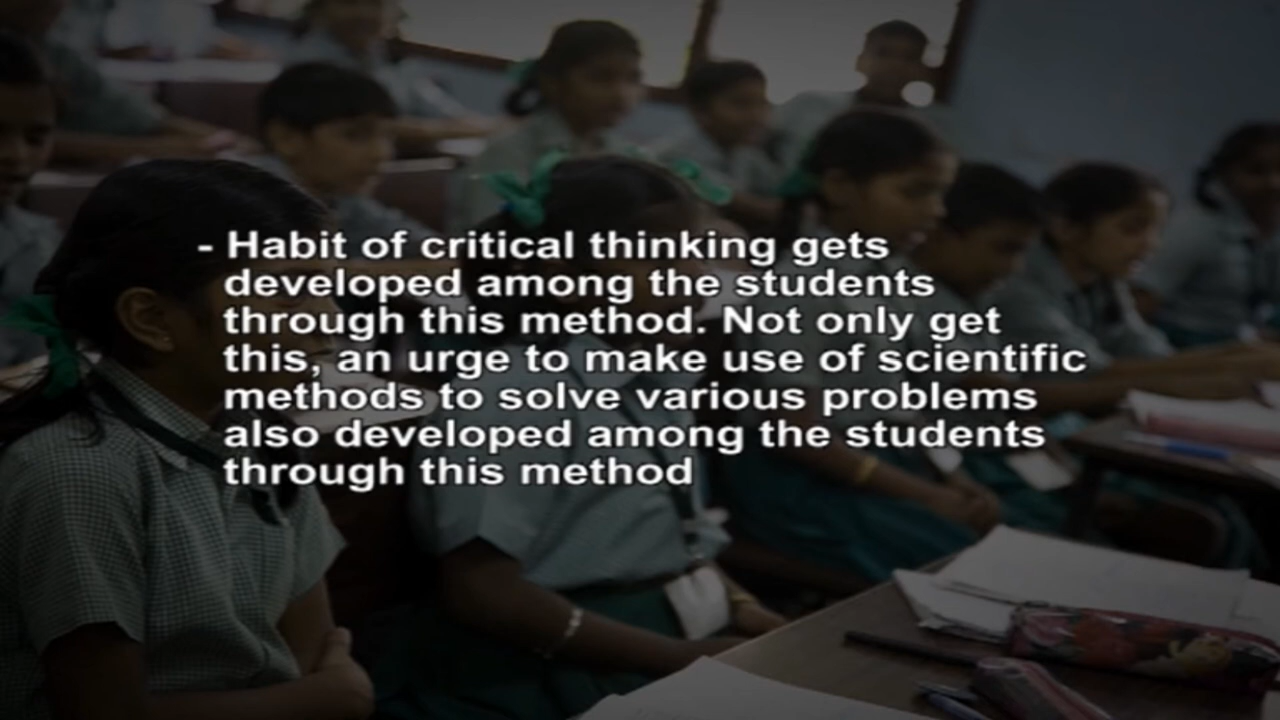 - Habit of critical thinking gets
developed among the students
through this method. Not only get
this, an urge to make use of scientific
methods to solve various problems
also developed among the students
through this method